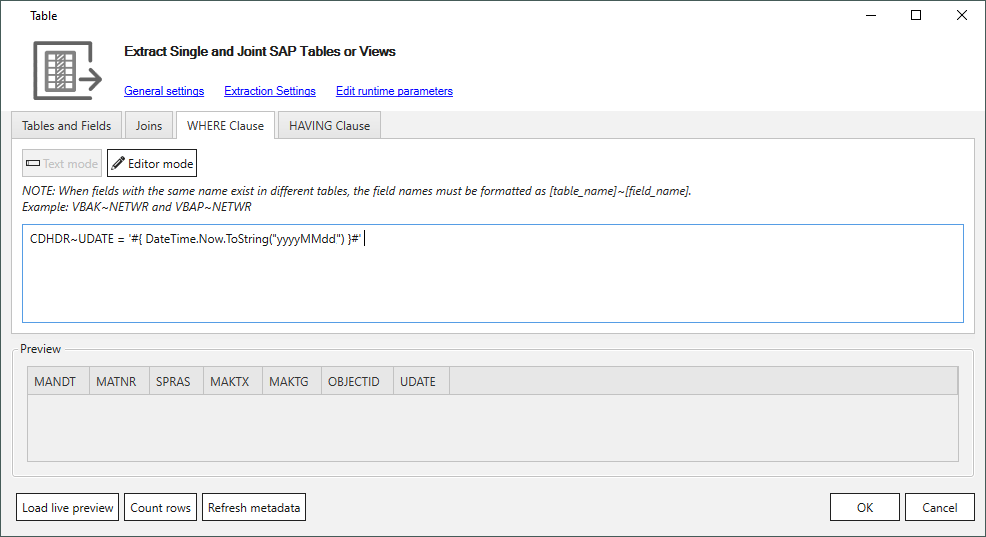 Table
Extract Single and Joint SAP Tables or Views
General settings Extraction Settings Edit runtime parameters
Tables and Fields Joins WHERE Clause HAVING Clause
Text mode Editor mode
NOTE: When fields with the same name exist in different tables, the field names must be formatted as [table_name]~[field_name].
Example: VBAK~NETWR and VBAP~NETWR
CDHDR~UDATE = '#{ DateTime.Now.ToString("yyyyMMdd") }#'
Preview
MANDT MATNR SPRAS MAKTX MAKTG OBJECTID UDATE
Load live preview Count rows Refresh metadata OK Cancel